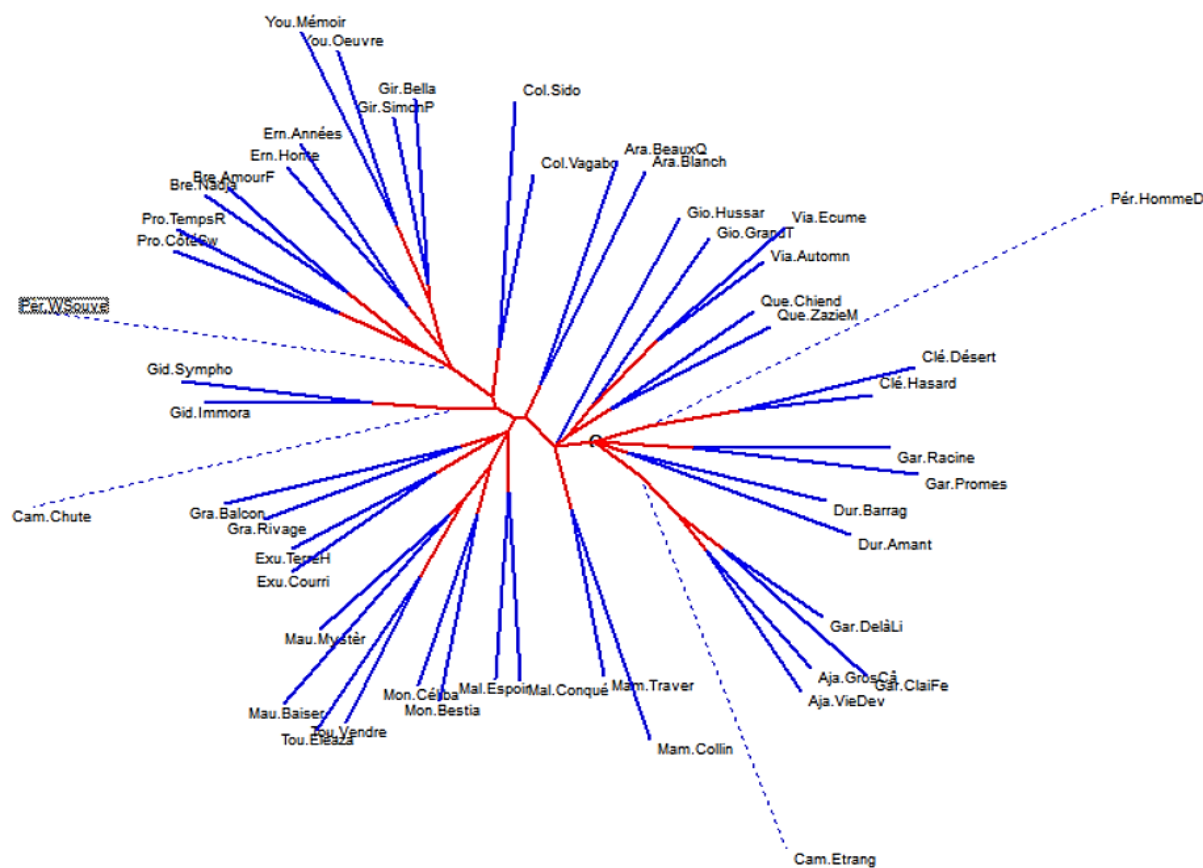 You.Mémoir
You.Oeuvre
Gir.Bella
Gir.SimonP
Col.Sido
Ern.Années
Ern.Home
Ara.BeauxQ
Ara.Blanch
Col.Vagabo
Bre.AmourF
Bre.Nadja
Pér.HommeD
Pro.TempsR
Pro.CôtéSw
Gio.Hussar
Via.Ecume
Gio.GrandT
Via.Automn
Per.WSouve
Que.Chiend
Que.ZazieM
Gid.Sympho
Gid.Immora
Clé.Désert
Clé.Hasard
Gar.Racine
Gar.Promes
Cam.Chute
Gra.Balcon
Gra.Rivage
Dur.Barrag
Dur.Amant
Exu.TerreH
Exu.Courri
Mau.Mystèr
Gar.DelàLi
Aja.GrosCâ
Gar.ClaiFe
Aja.VieDev
Mon.Céliba
Mal.Espoir
Mal.Conqué
Mam.Traver
Mon.Bestia
Mau.Baiser
Tou.Vendre
Tou.Eleaza
Mam.Collin
Cam.Etrang